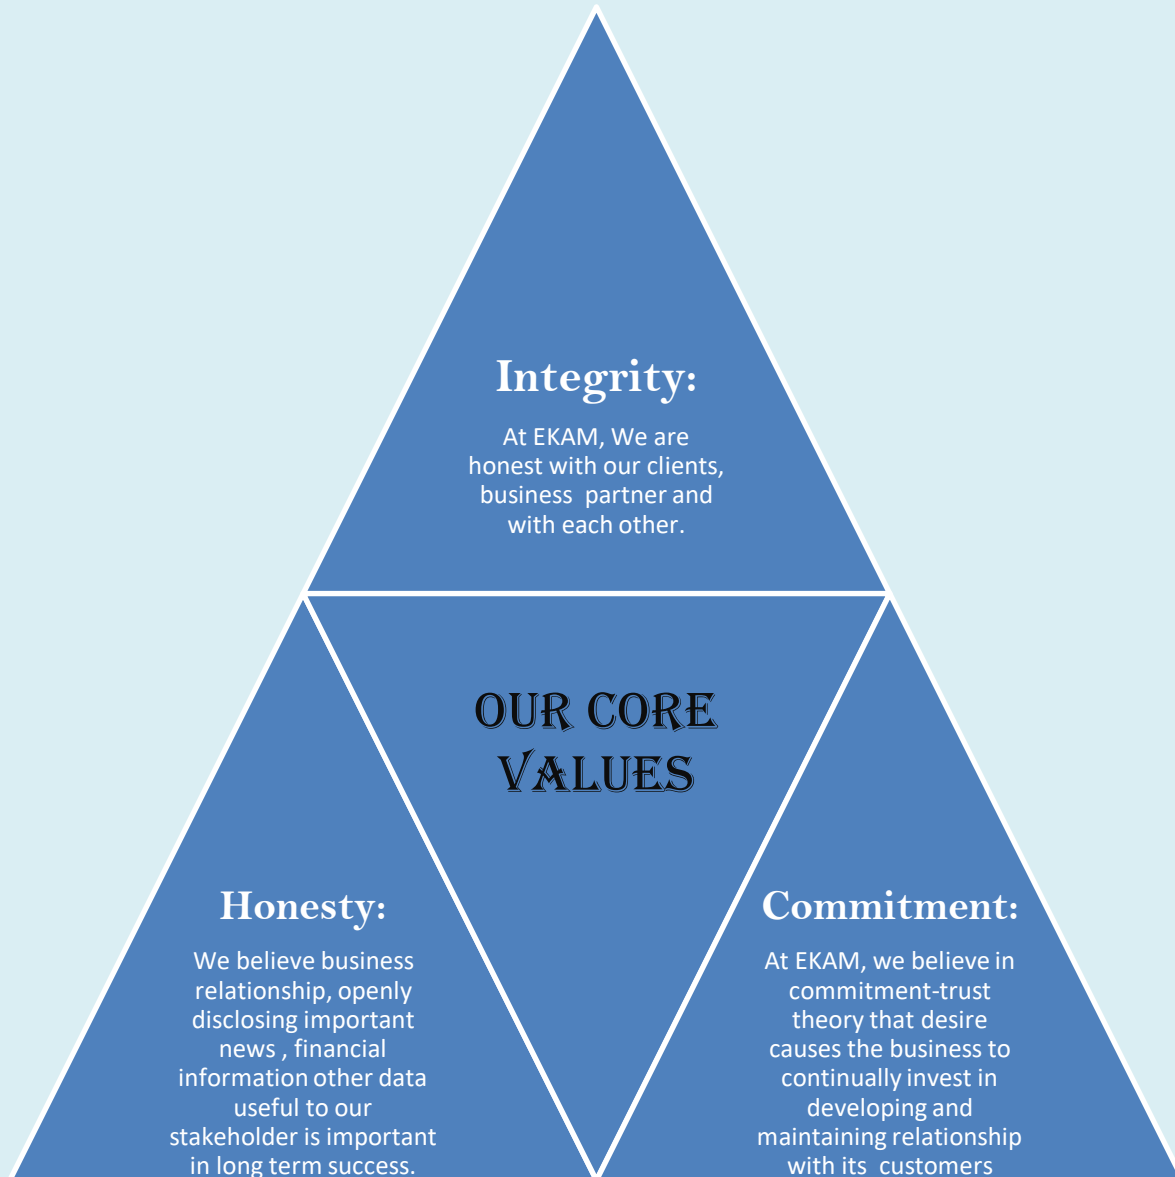 Integrity:
At EKAM, We are
honest with our clients,
business  partner and
with each other.
OUR CORE
VALUES
Honesty:
We believe business
relationship, openly
disclosing important
news , financial
information other data
useful to our
stakeholder is important
in long term success.
Commitment:
At EKAM, we believe in
commitment-trust
theory that desire
causes the business to
continually invest in
developing and
maintaining relationship
with its  customers